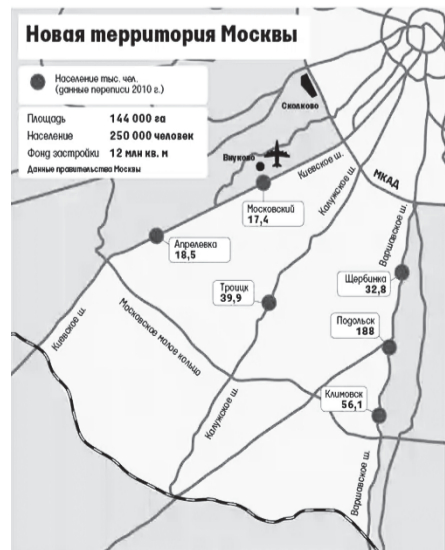 Новая территория Москвы
Население тыс. чел.
(данные переписи 2010 г.)
Площадь 144 000 га
Население 250 000 человек
Фонд застройки 12 млн кв. м
Данные правительства Москвы
Сколково
Внуково
Киевское ш.
Калужское ш.
МКАД
Московский
17,4
Варшавское ш.
Апрелевка
18,5
Щербинка
32,8
Троицк
39,9
Подольск
188
Киевское ш.
Московское малое кольцо
Климовск
56,1
Калужское ш.
Варшавское ш.